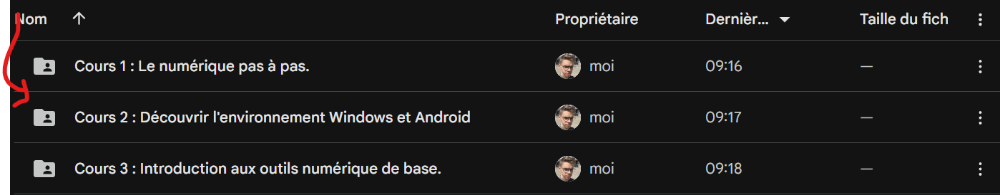 Nom Propriétaire Dernièr... Taille du fich
Cours 1 : Le numérique pas à pas. moi 09:16 —
Cours 2 : Découvrir l'environnement Windows et Android moi 09:17 —
Cours 3 : Introduction aux outils numérique de base. moi 09:18 —